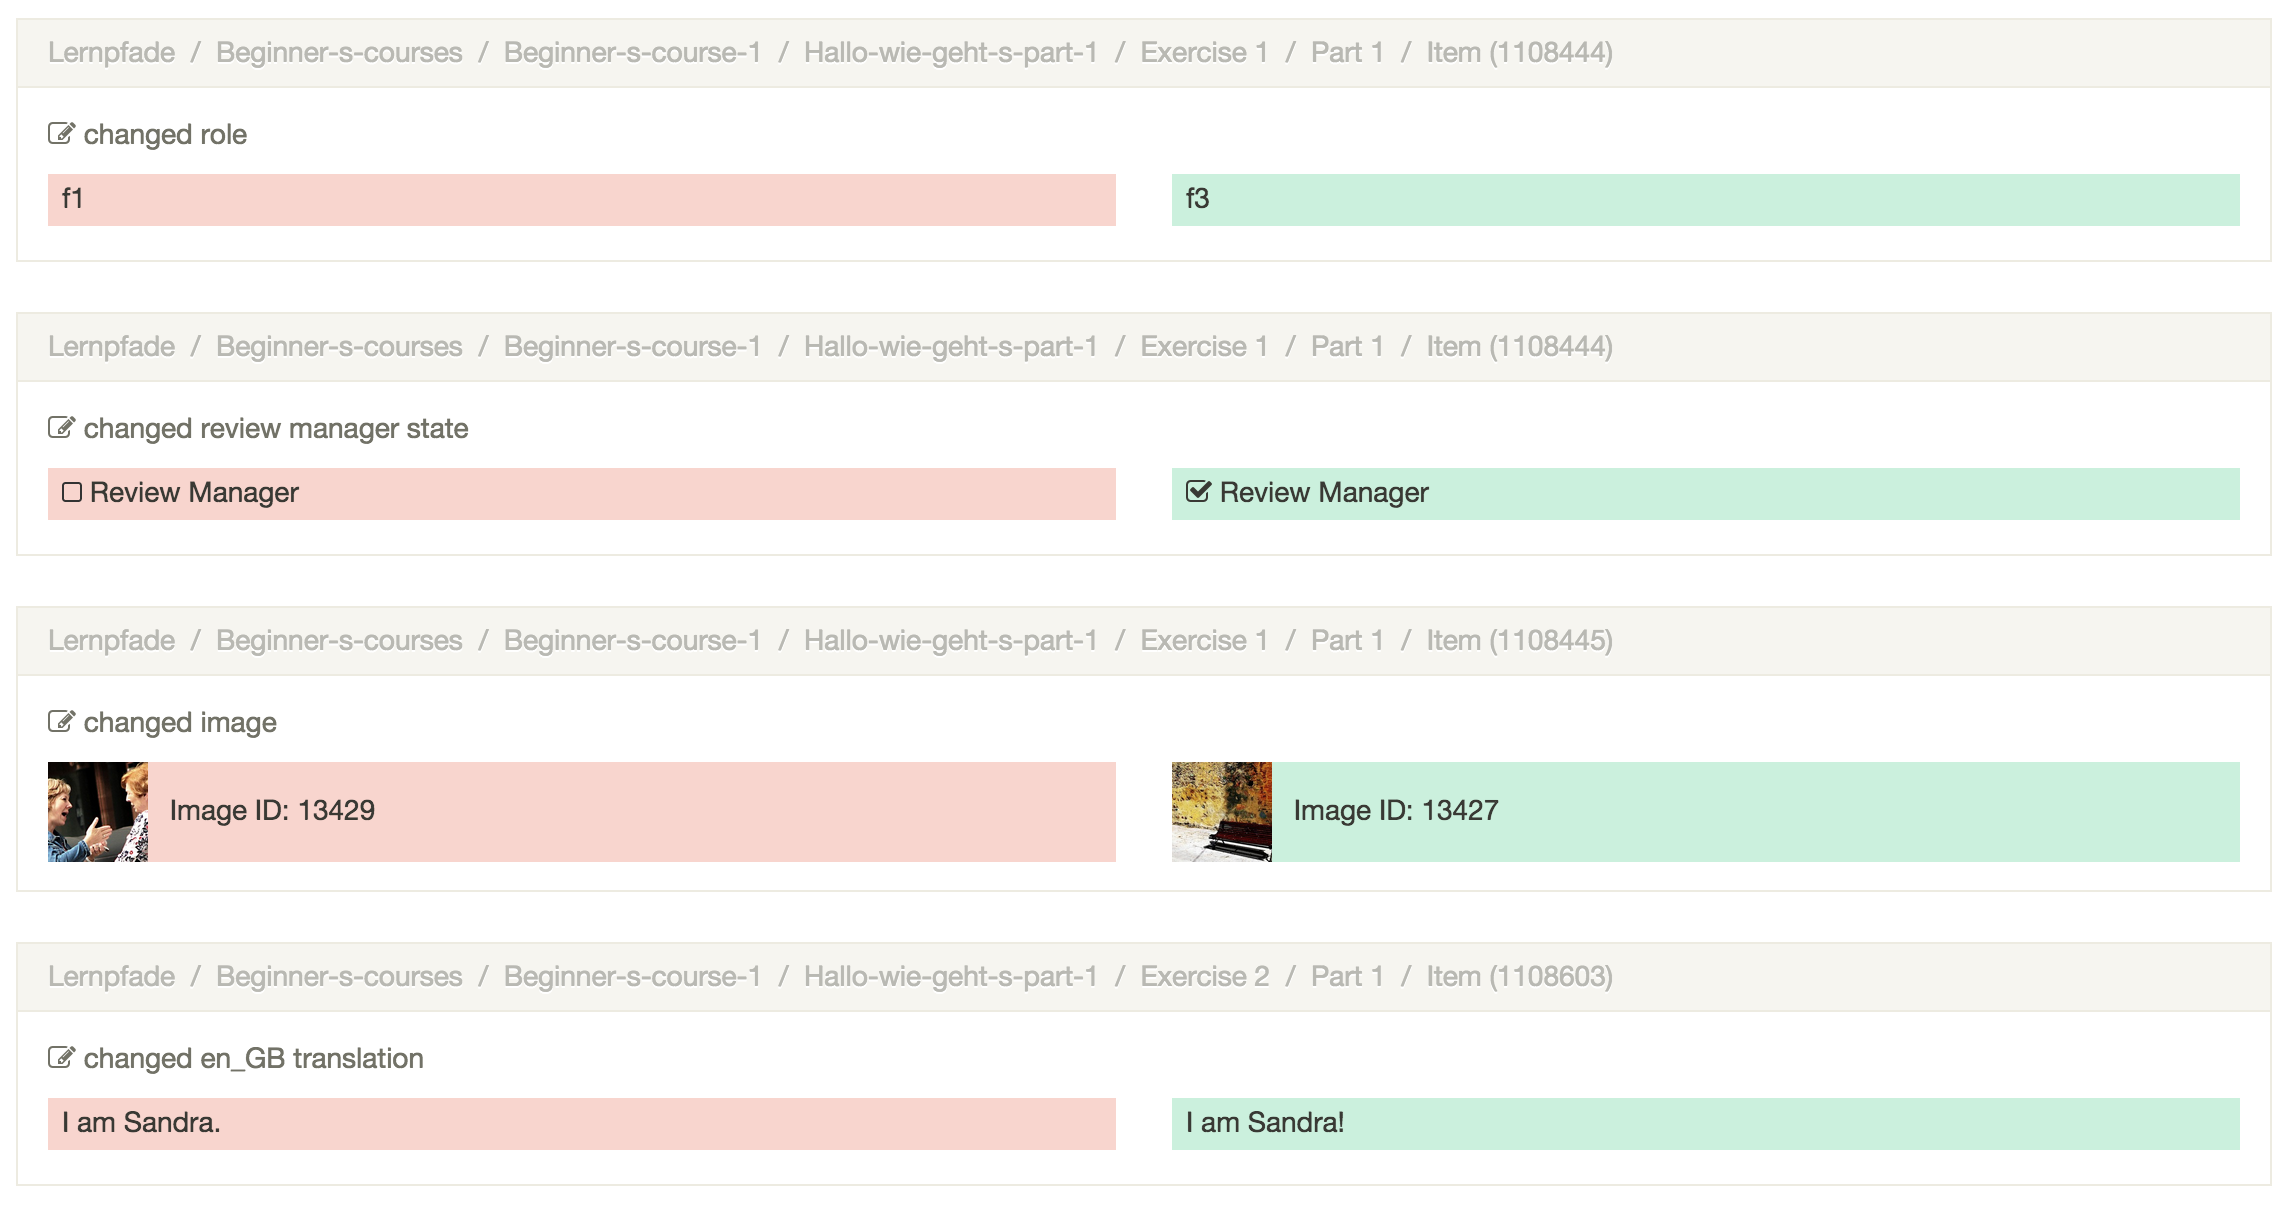 Lernpfade / Beginner-s-courses / Beginner-s-course-1 / Hallo-wie-geht-s-part-1 / Exercise 1 / Part 1 / Item (1108444)
changed role
f1
f3
Lernpfade / Beginner-s-courses / Beginner-s-course-1 / Hallo-wie-geht-s-part-1 / Exercise 1 / Part 1 / Item (1108444)
changed review manager state
Review Manager
Review Manager
Lernpfade / Beginner-s-courses / Beginner-s-course-1 / Hallo-wie-geht-s-part-1 / Exercise 1 / Part 1 / Item (1108445)
changed image
Image ID: 13429
Image ID: 13427
Lernpfade / Beginner-s-courses / Beginner-s-course-1 / Hallo-wie-geht-s-part-1 / Exercise 2 / Part 1 / Item (1108603)
changed en_GB translation
I am Sandra.
I am Sandra!